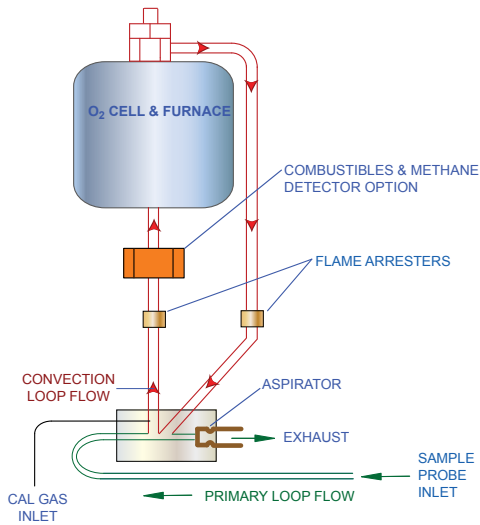 O₂ CELL & FURNACE
COMBUSTIBLES & METHANE
DETECTOR OPTION
FLAME ARRESTERS
CONVECTION
LOOP FLOW
ASPIRATOR
EXHAUST
SAMPLE
PROBE
INLET
CAL GAS
INLET
PRIMARY LOOP FLOW